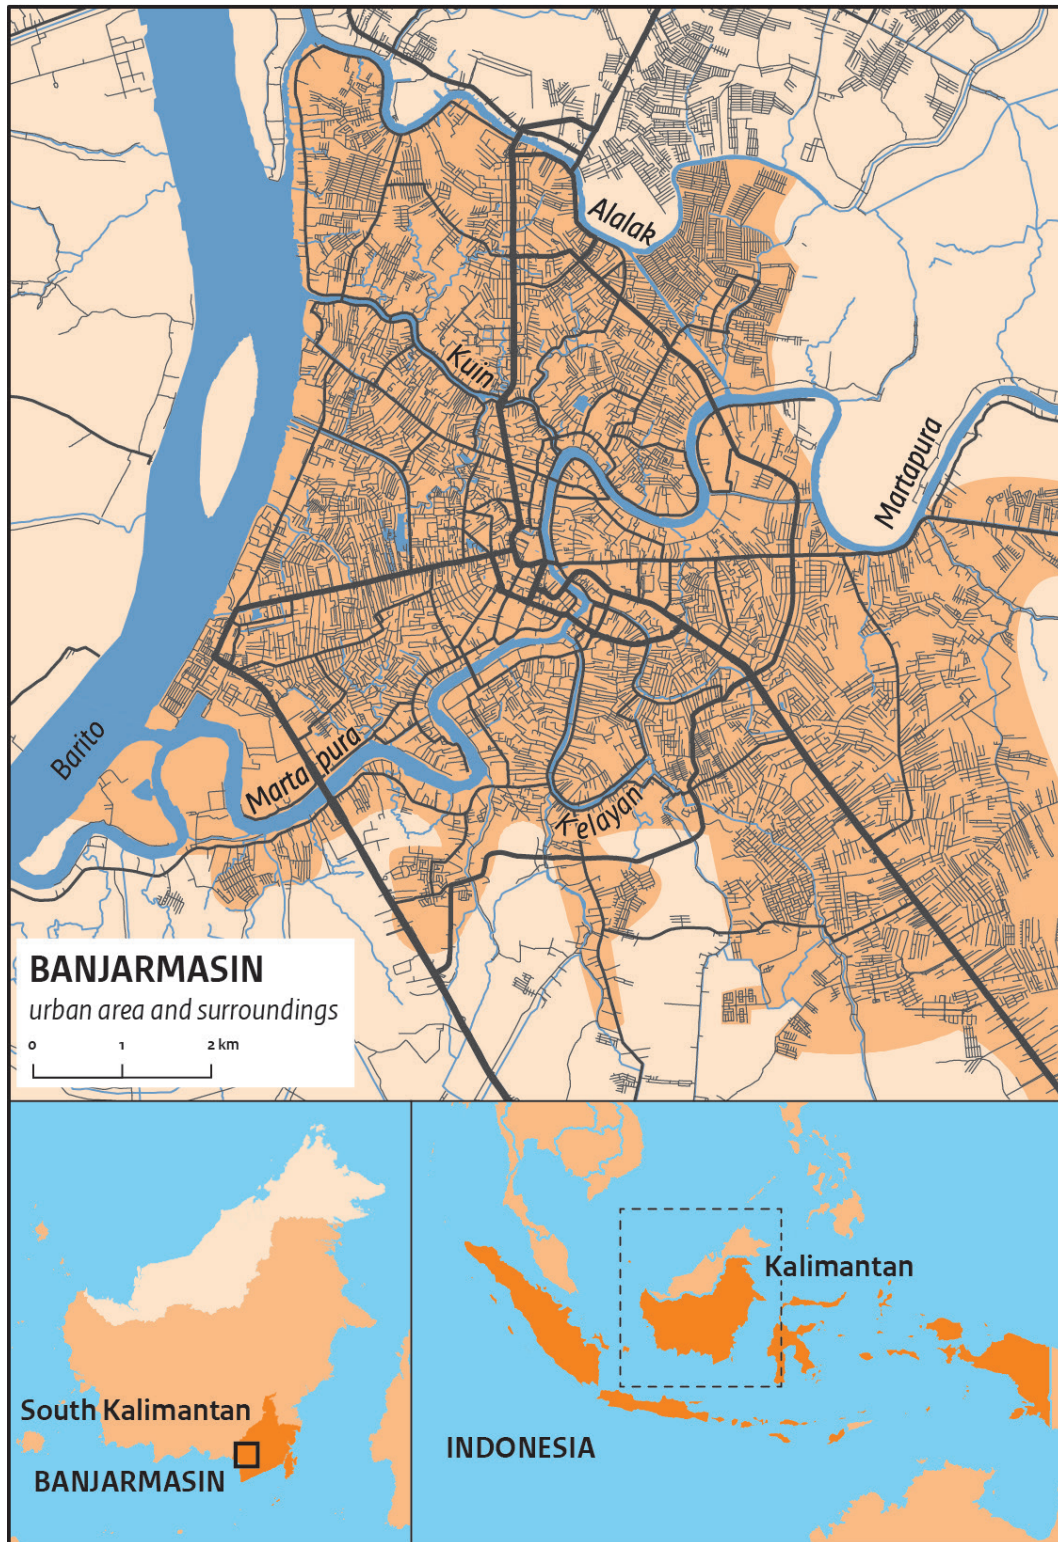 Alalak
Kuin
Martapura
Barito
Martapura
Kelayan
BANJARMASIN
urban area and surroundings
0 1 2 km
Kalimantan
South Kalimantan
INDONESIA
BANJARMASIN